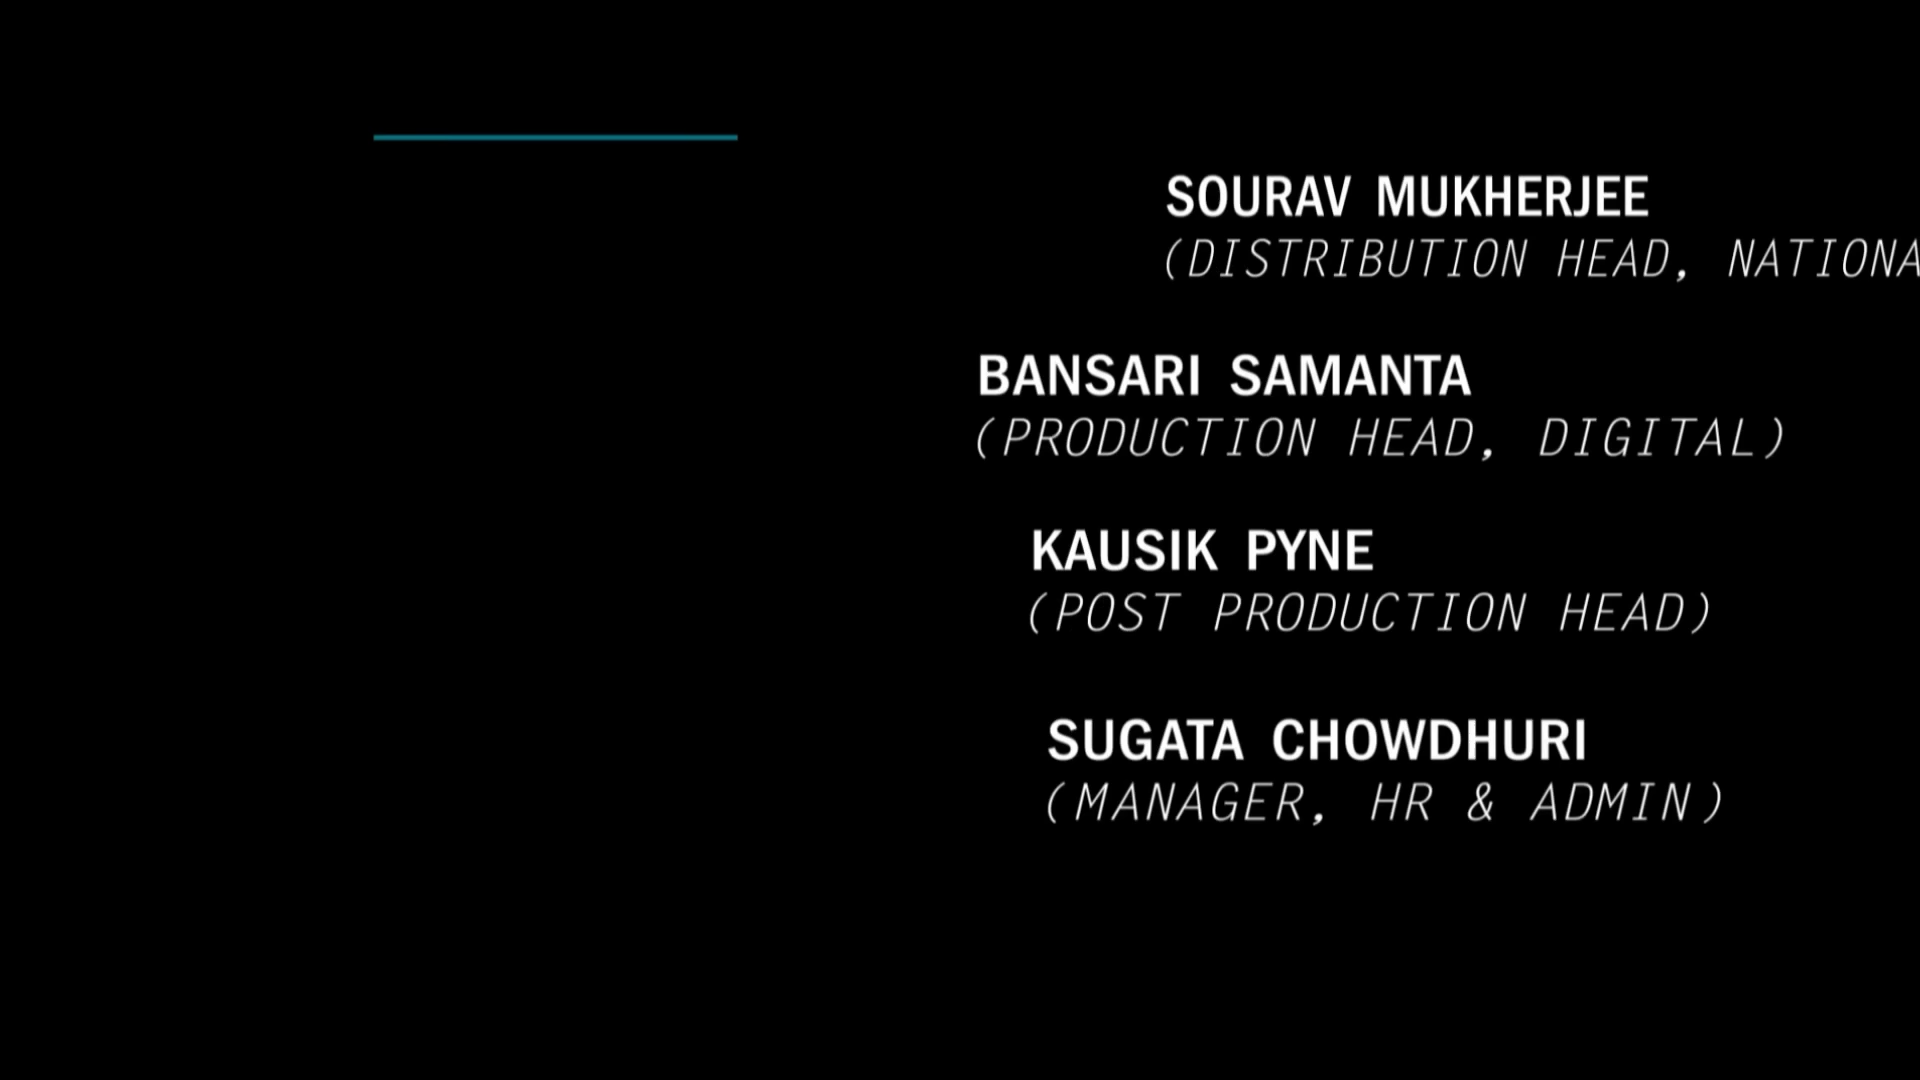 SOURAV MUKHERJEE
(DISTRIBUTION HEAD, NATIONA
BANSARI SAMANTA
(PRODUCTION HEAD, DIGITAL)
KAUSIK PYNE
(POST PRODUCTION HEAD)
SUGATA CHOWDHURI
(MANAGER, HR & ADMIN)